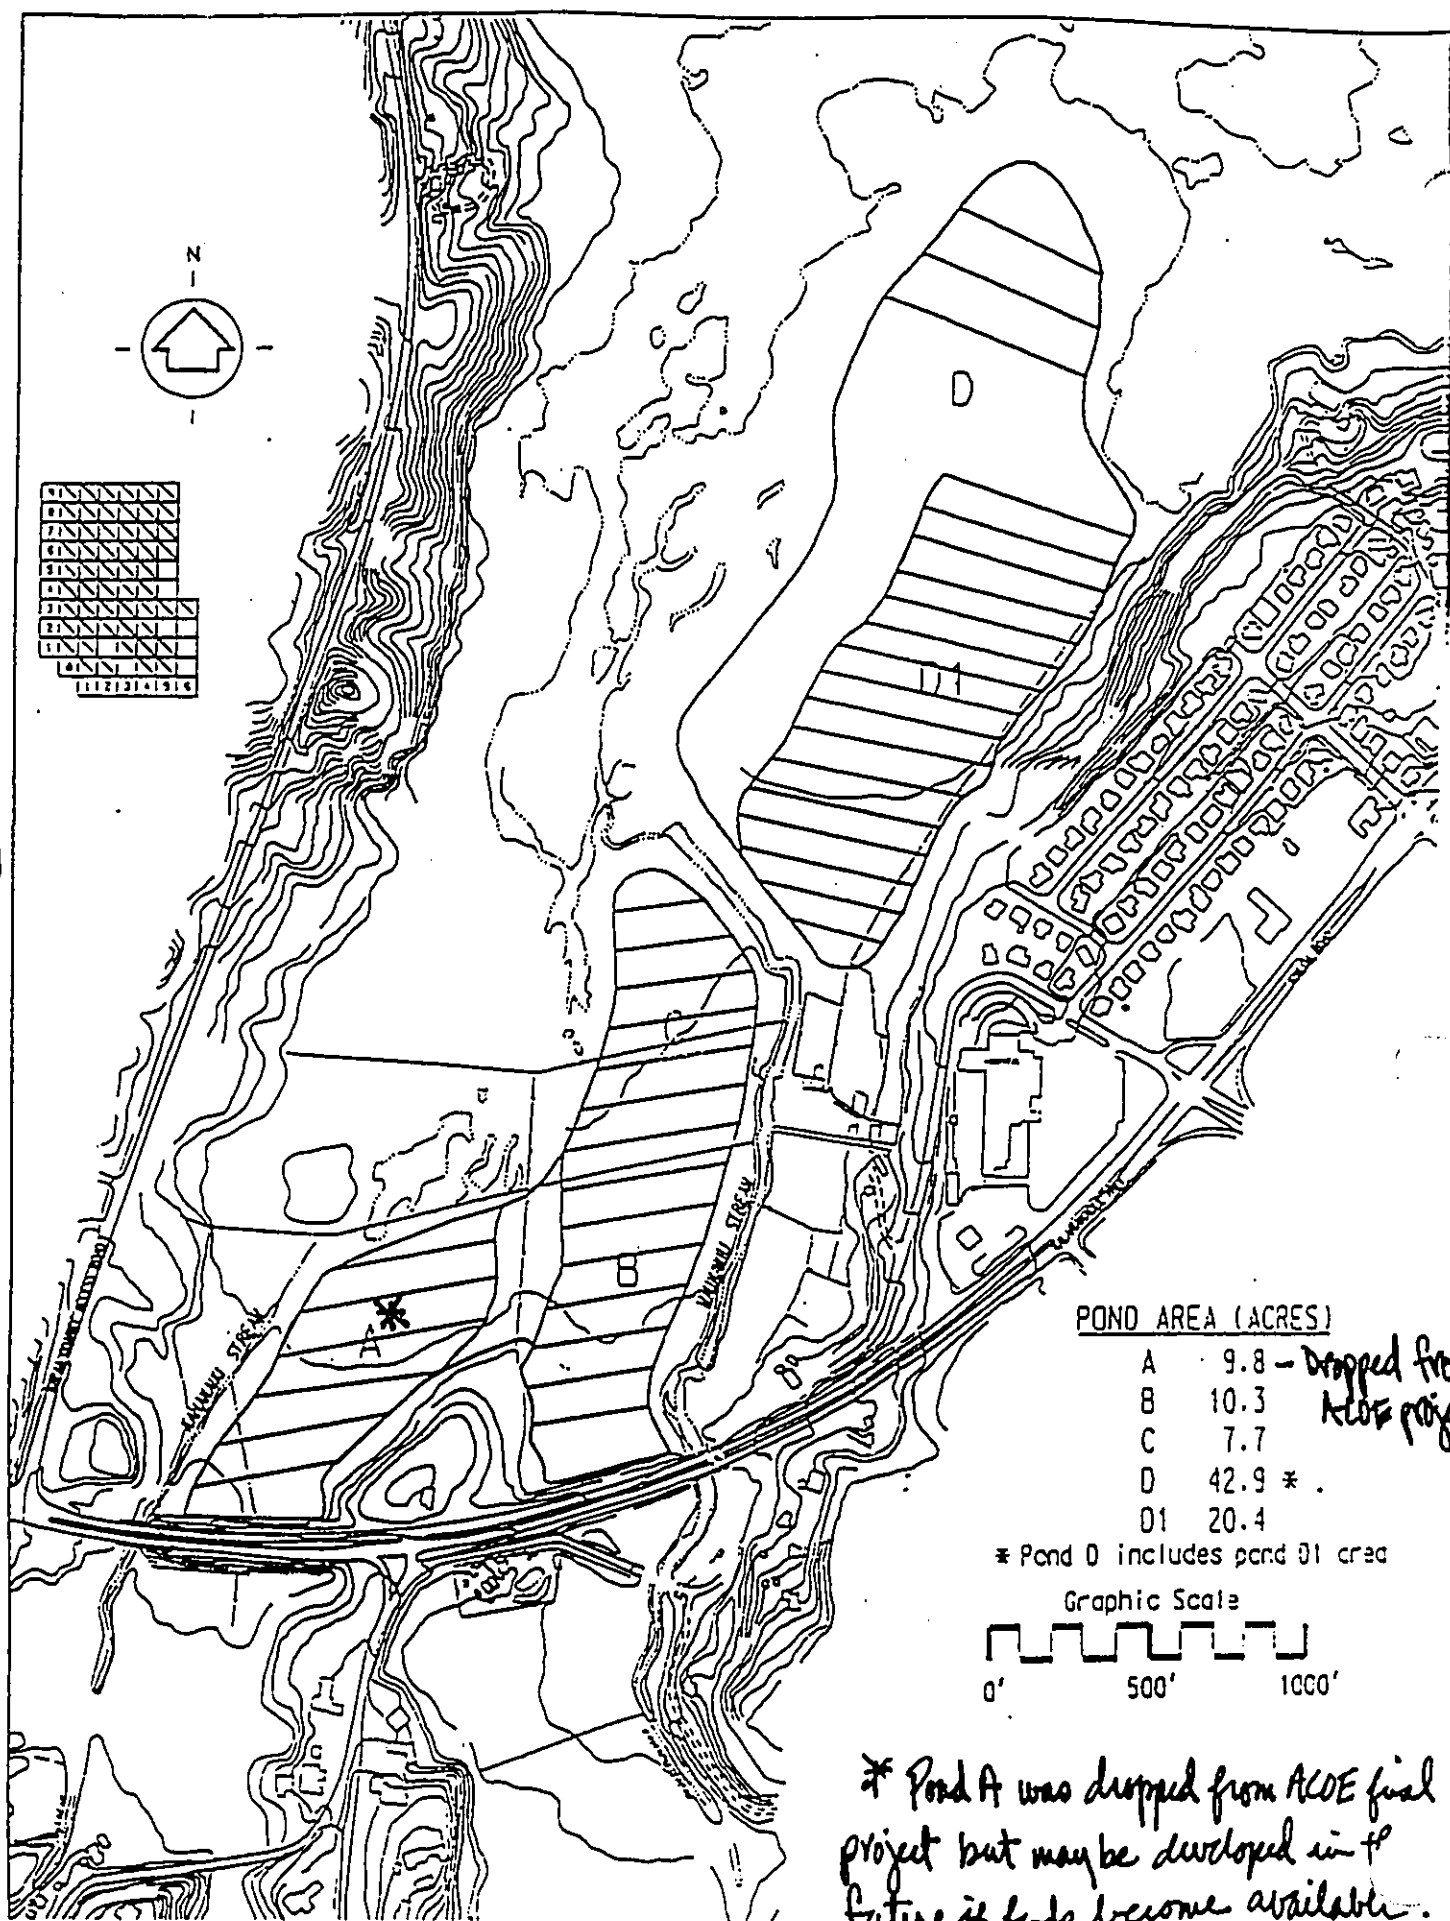 N
D
D1
C
B
A
STREAM
STREAM
POND AREA (ACRES)
A 9.8 - Dropped fro
B 10.3 ACOE proj
C 7.7
D 42.9 *
D1 20.4
* Pond D includes pond D1 area
Graphic Scale
0' 500' 1000'
* Pond A was dropped from ACOE final
project but may be developed in
future if funds become available.